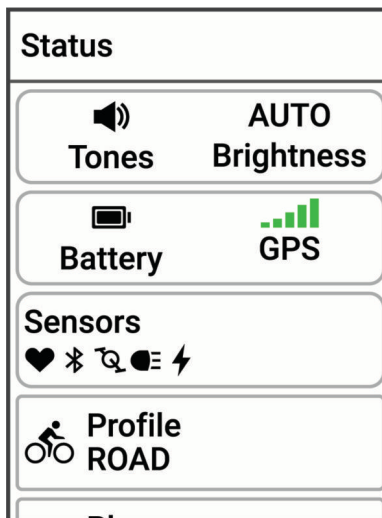 Status
AUTO
Tones
Brightness
Battery
GPS
Sensors
Profile
ROAD